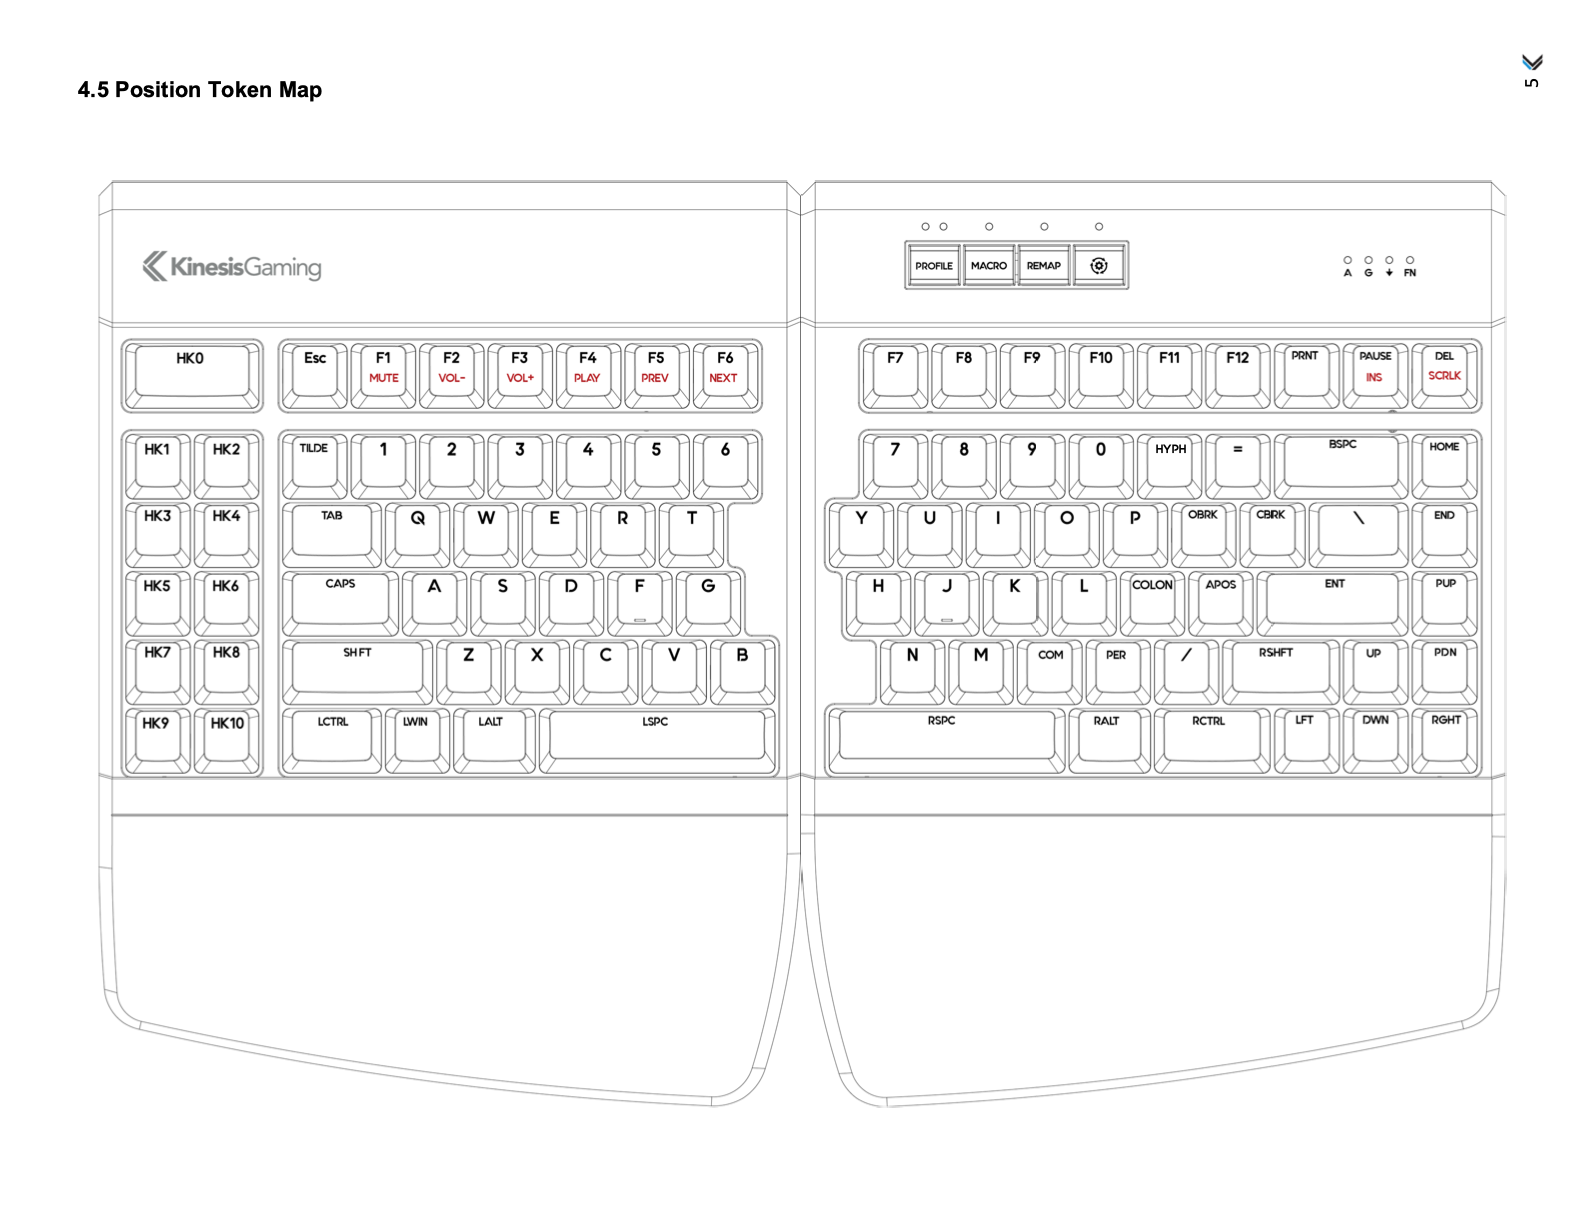 5
4.5 Position Token Map
KinesisGaming
PROFILE MACRO REMAP
A G FN
HK0 Esc F1 F2 F3 F4 F5 F6 F7 F8 F9 F10 F11 F12 PRNT PAUSE DEL
MUTE VOL- VOL+ PLAY PREV NEXT INS SCRLK
HK1 HK2 TILDE 1 2 3 4 5 6 7 8 9 0 HYPH = BSPC HOME
HK3 HK4 TAB Q W E R T Y U I O P OBRK CBRK \ END
HK5 HK6 CAPS A S D F G H J K L COLON APOS ENT PUP
HK7 HK8 SHFT Z X C V B N M COM PER / RSHFT UP PDN
HK9 HK10 LCTRL LWIN LALT LSPC RSPC RALT RCTRL LFT DWN RGHT